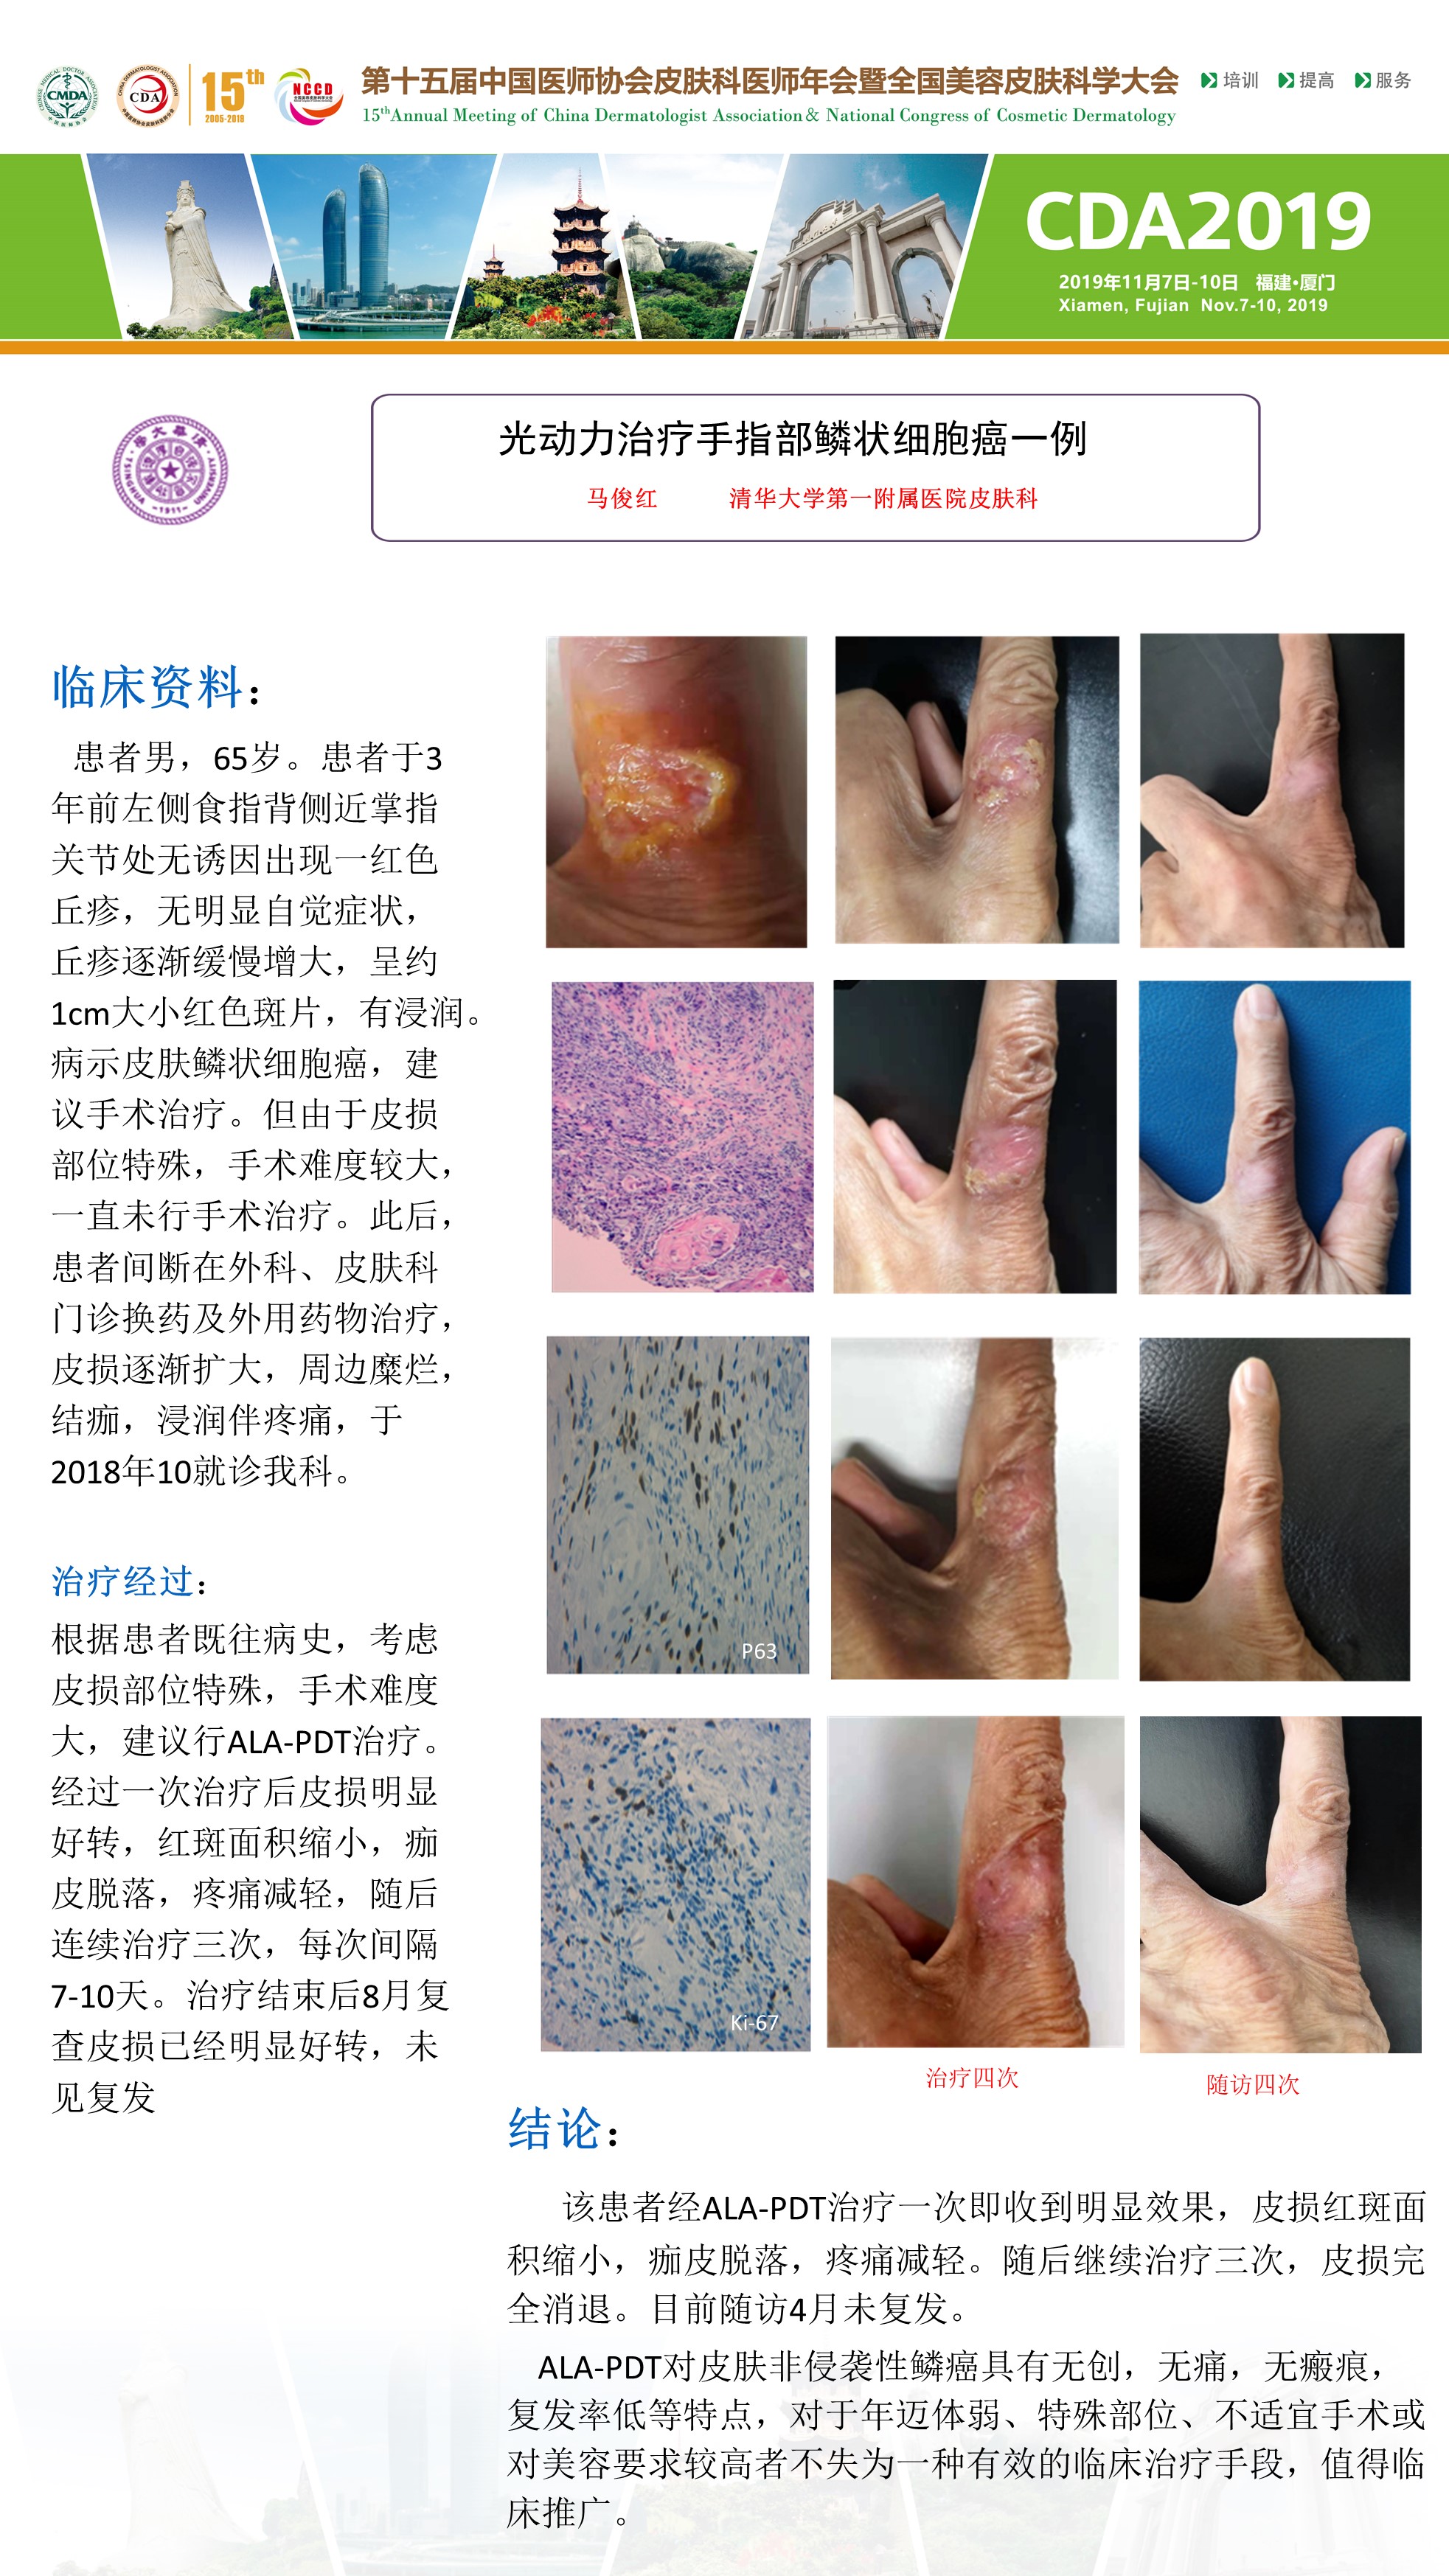 CMDA
CDA
15th
2005-2019
NCCD
第十五届中国医师协会皮肤科医师年会暨全国美容皮肤科学大会
15thAnnual Meeting of China Dermatologist Association& National Congress of Cosmetic Dermatology
培训 提高 服务
CDA2019
2019年11月7日-10日 福建·厦门
Xiamen, Fujian Nov.7-10, 2019
TSINGHUA UNIVERSITY
-1911-
光动力治疗手指部鳞状细胞癌一例
马俊红 清华大学第一附属医院皮肤科
临床资料：
患者男，65岁。患者于3
年前左侧食指背侧近掌指
关节处无诱因出现一红色
丘疹，无明显自觉症状，
丘疹逐渐缓慢增大，呈约
1cm大小红色斑片，有浸润。
病示皮肤鳞状细胞癌，建
议手术治疗。但由于皮损
部位特殊，手术难度较大，
一直未行手术治疗。此后，
患者间断在外科、皮肤科
门诊换药及外用药物治疗，
皮损逐渐扩大，周边糜烂，
结痂，浸润伴疼痛，于
2018年10就诊我科。
治疗经过：
根据患者既往病史，考虑
皮损部位特殊，手术难度
大，建议行ALA-PDT治疗。
经过一次治疗后皮损明显
好转，红斑面积缩小，痂
皮脱落，疼痛减轻，随后
连续治疗三次，每次间隔
7-10天。治疗结束后8月复
查皮损已经明显好转，未
见复发
P63
Ki-67
治疗四次
随访四次
结论：
该患者经ALA-PDT治疗一次即收到明显效果，皮损红斑面
积缩小，痂皮脱落，疼痛减轻。随后继续治疗三次，皮损完
全消退。目前随访4月未复发。
ALA-PDT对皮肤非侵袭性鳞癌具有无创，无痛，无瘢痕，
复发率低等特点，对于年迈体弱、特殊部位、不适宜手术或
对美容要求较高者不失为一种有效的临床治疗手段，值得临
床推广。